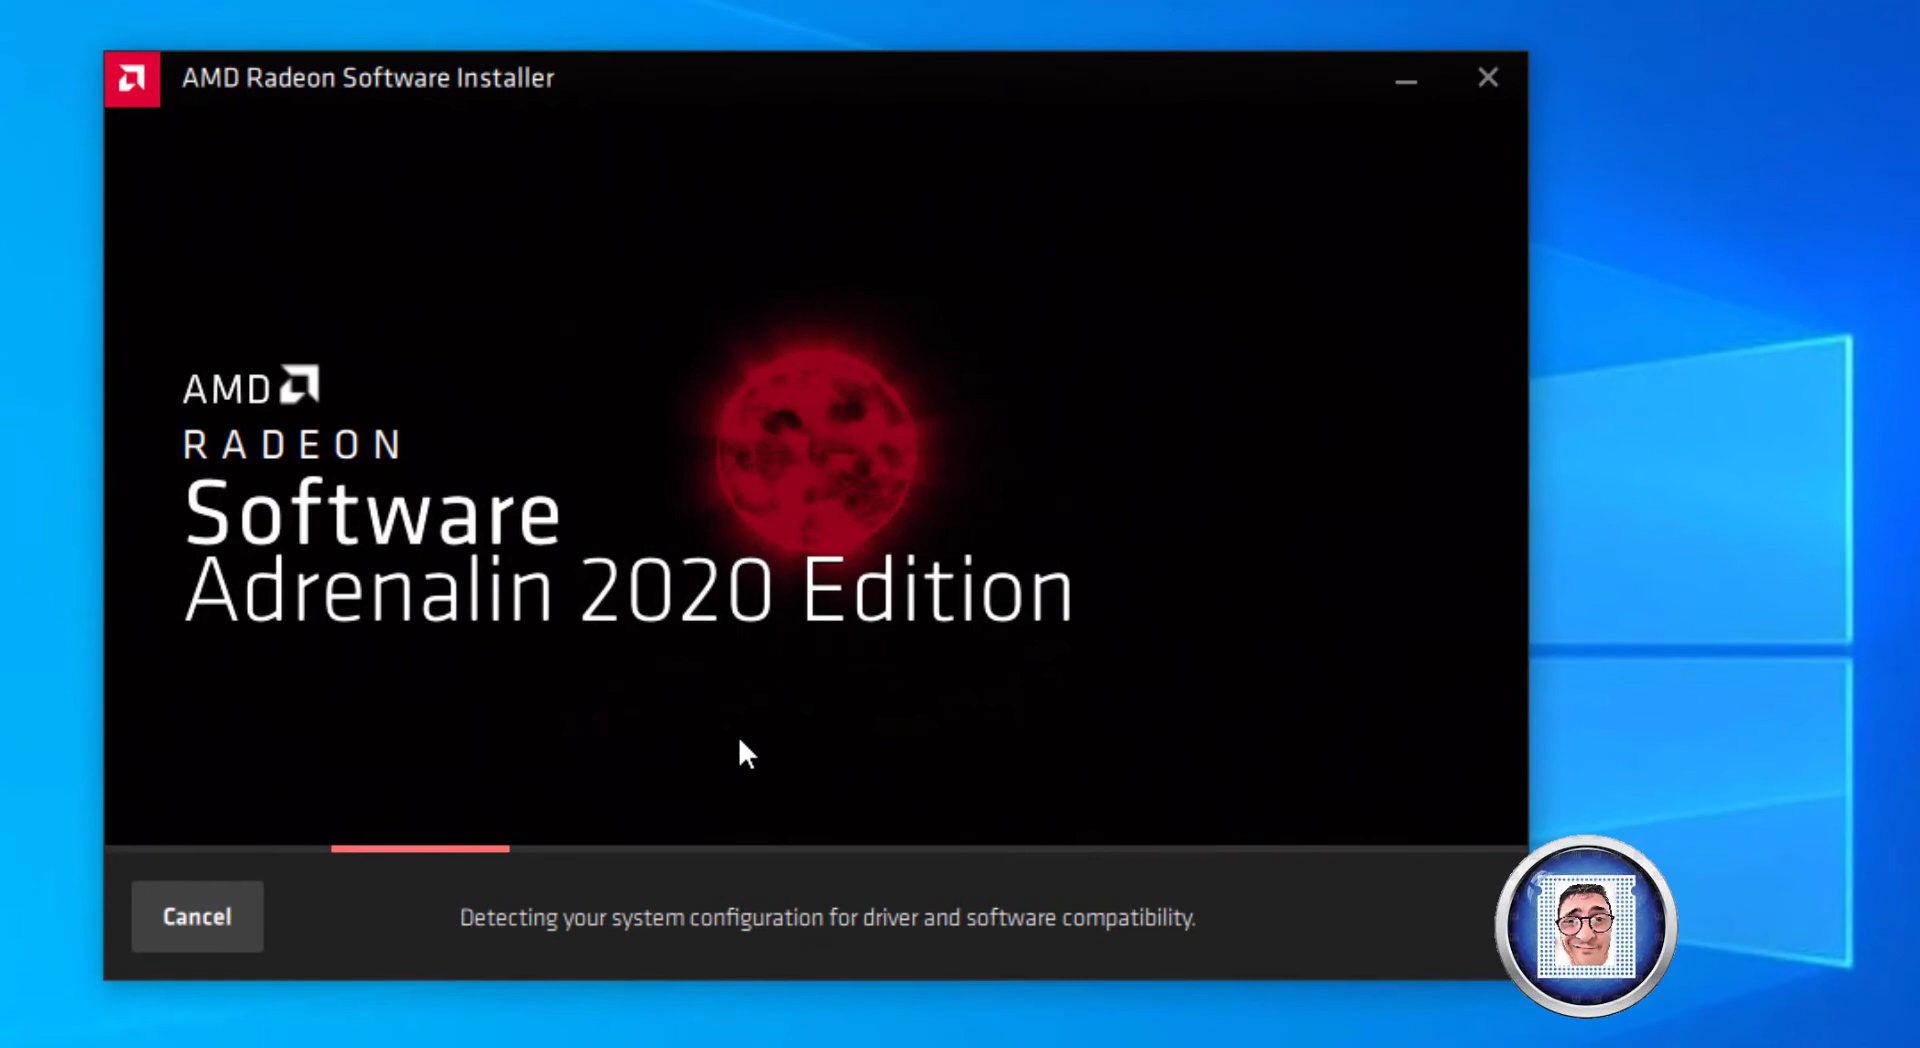 AMD Radeon Software Installer
AMD
RADEON
Software
Adrenalin 2020 Edition
Cancel
Detecting your system configuration for driver and software compatibility.